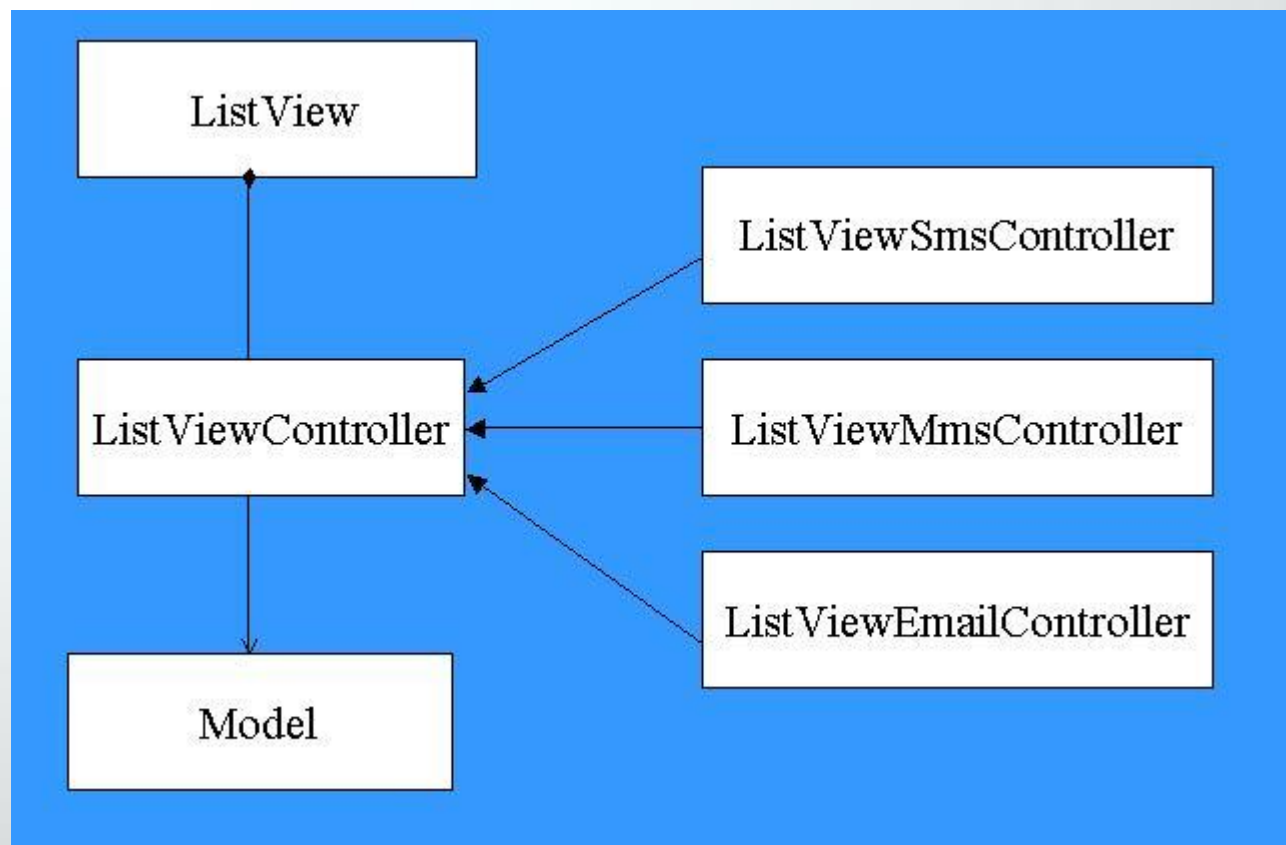 ListView
ListViewSmsController
ListViewController
ListViewMmsController
ListViewEmailController
Model